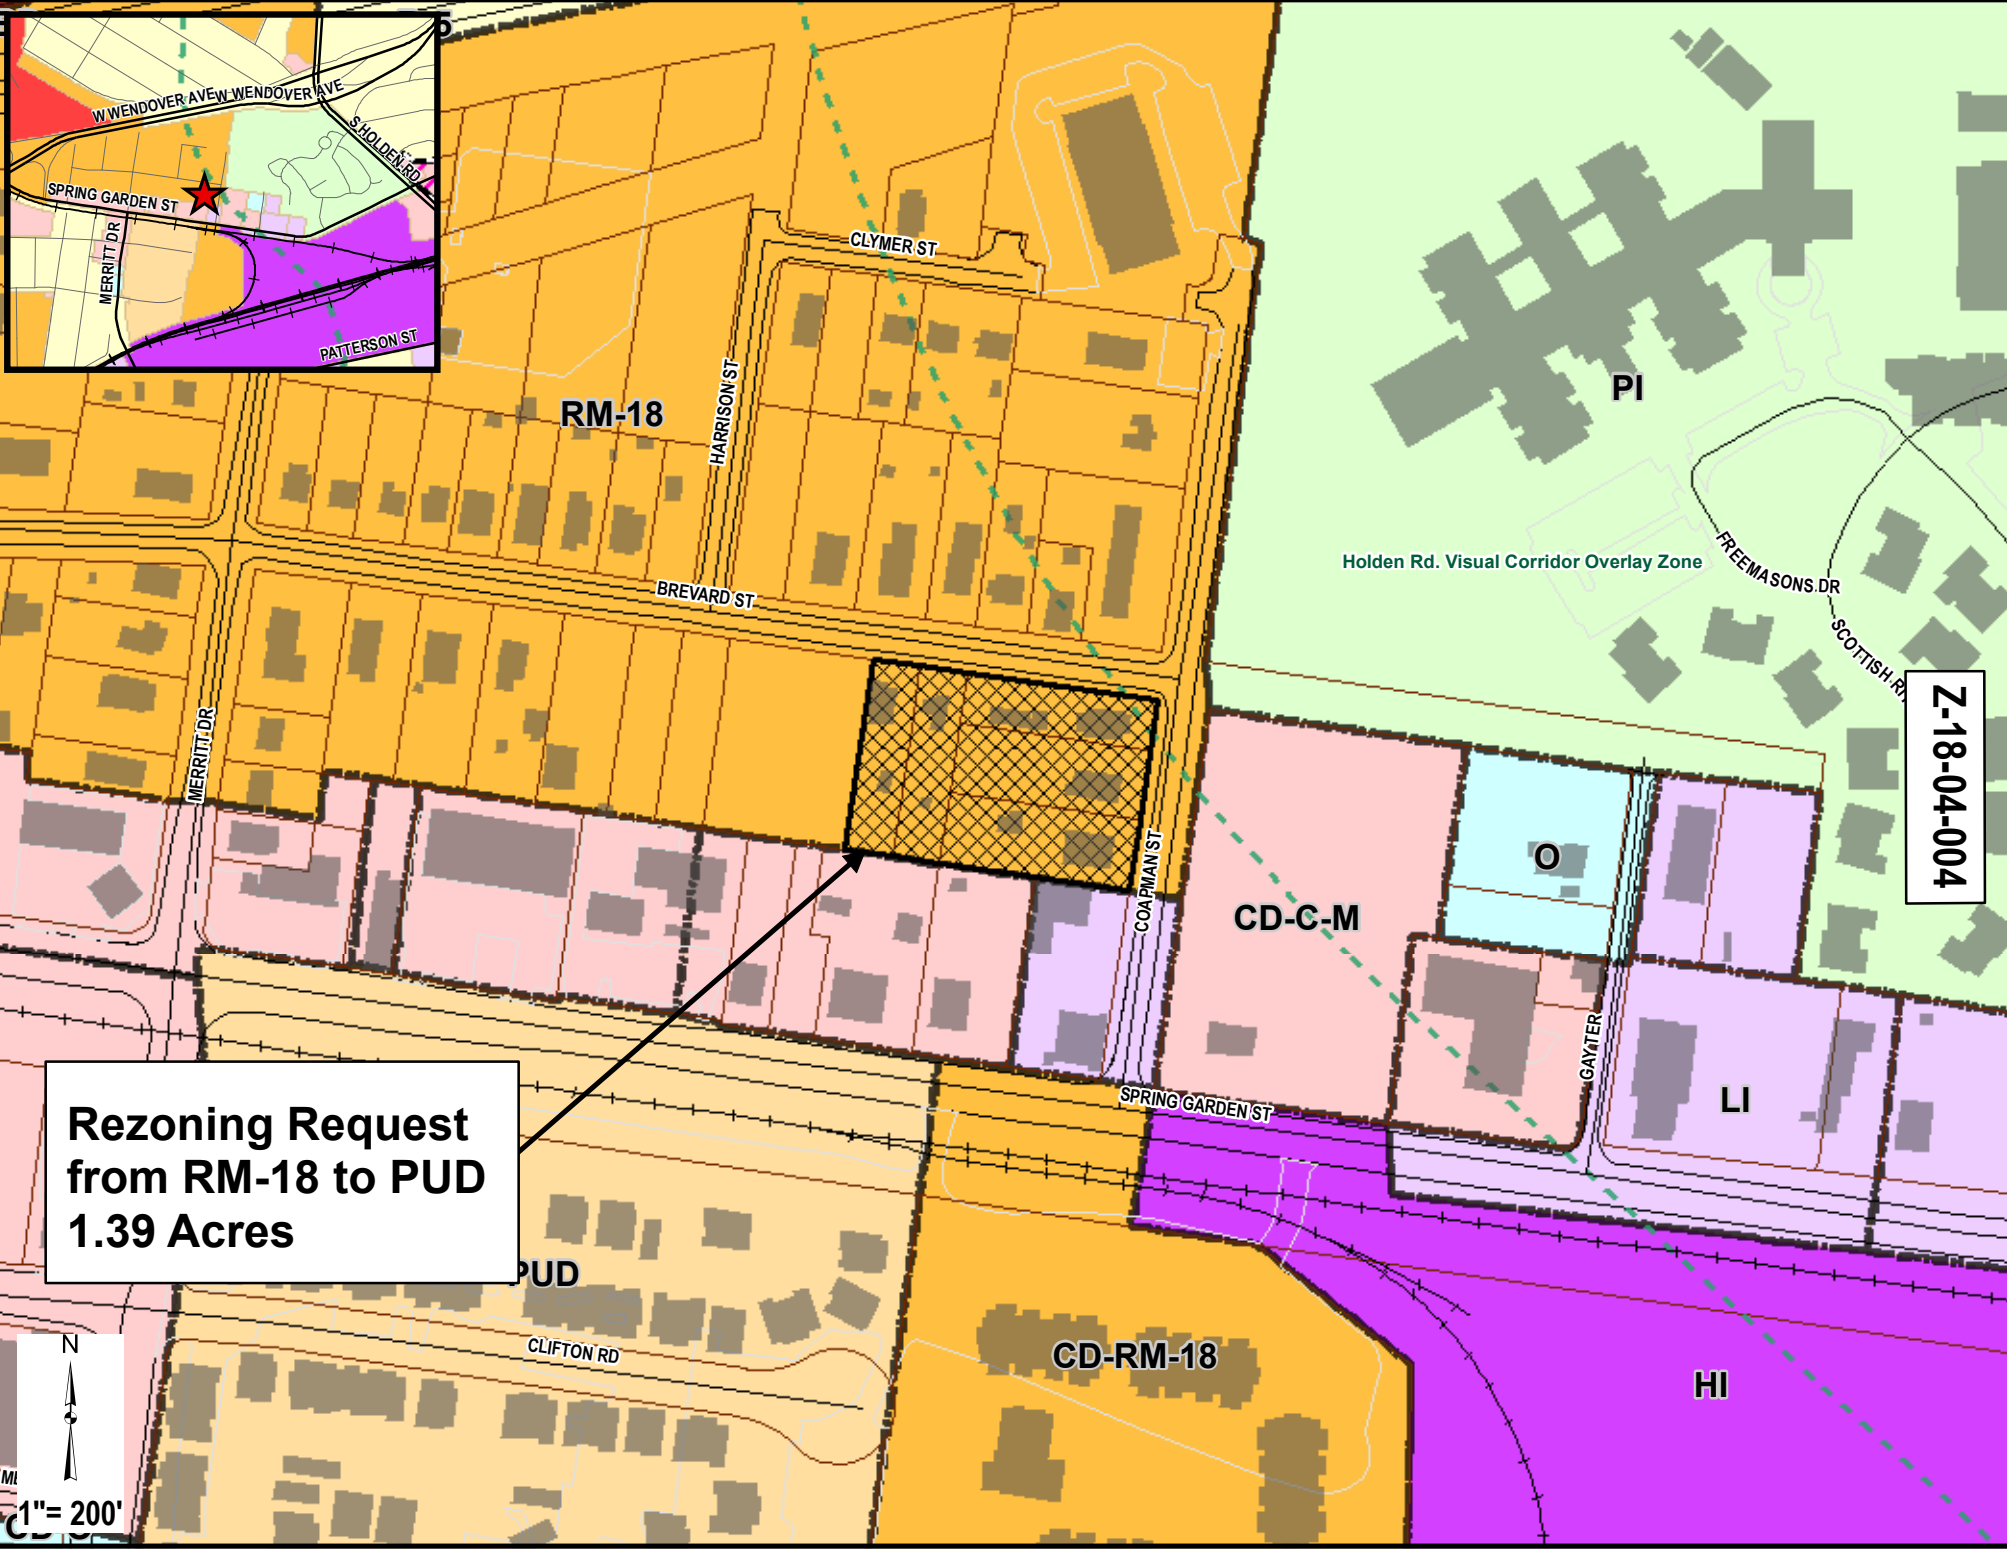 5
W WENDOVER AVE
W WENDOVER AVE
S HOLDEN RD
SPRING GARDEN ST
MERRITT DR
PATTERSON ST
CLYMER ST
HARRISON ST
RM-18
PI
Holden Rd. Visual Corridor Overlay Zone
FREEMASONS DR
BREVARD ST
MERRITT DR
Z-18-04-004
COAPMAN ST
O
CD-C-M
GAY TER
LI
SPRING GARDEN ST
Rezoning Request
from RM-18 to PUD
1.39 Acres
PUD
CLIFTON RD
CD-RM-18
HI
N
1"= 200'